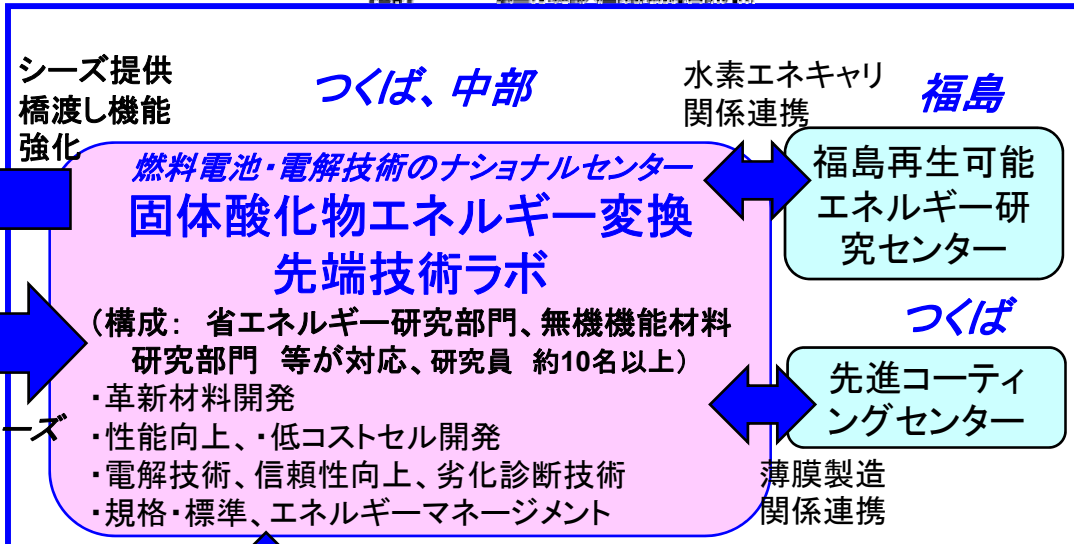 シーズ提供
橋渡し機能
強化
つくば、中部
水素エネキャリ
関係連携
福島
燃料電池・電解技術のナショナルセンター
固体酸化物エネルギー変換
先端技術ラボ
（構成： 省エネルギー研究部門、無機機能材料
研究部門 等が対応、研究員 約10名以上）
・革新材料開発
・性能向上、・低コストセル開発
・電解技術、信頼性向上、劣化診断技術
・規格・標準、エネルギーマネージメント
福島再生可能
エネルギー研
究センター
つくば
先進コーティ
ングセンター
薄膜製造
関係連携
ーズ